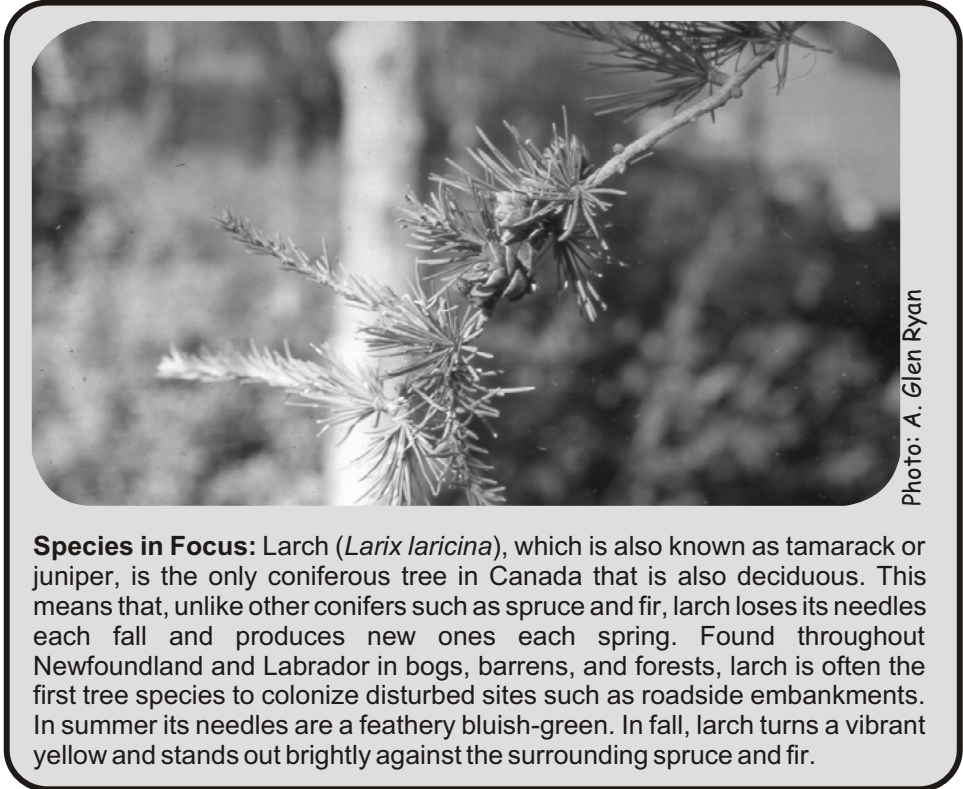 Photo: A. Glen Ryan
Species in Focus: Larch (Larix laricina), which is also known as tamarack or
juniper, is the only coniferous tree in Canada that is also deciduous. This
means that, unlike other conifers such as spruce and fir, larch loses its needles
each fall and produces new ones each spring. Found throughout
Newfoundland and Labrador in bogs, barrens, and forests, larch is often the
first tree species to colonize disturbed sites such as roadside embankments.
In summer its needles are a feathery bluish-green. In fall, larch turns a vibrant
yellow and stands out brightly against the surrounding spruce and fir.